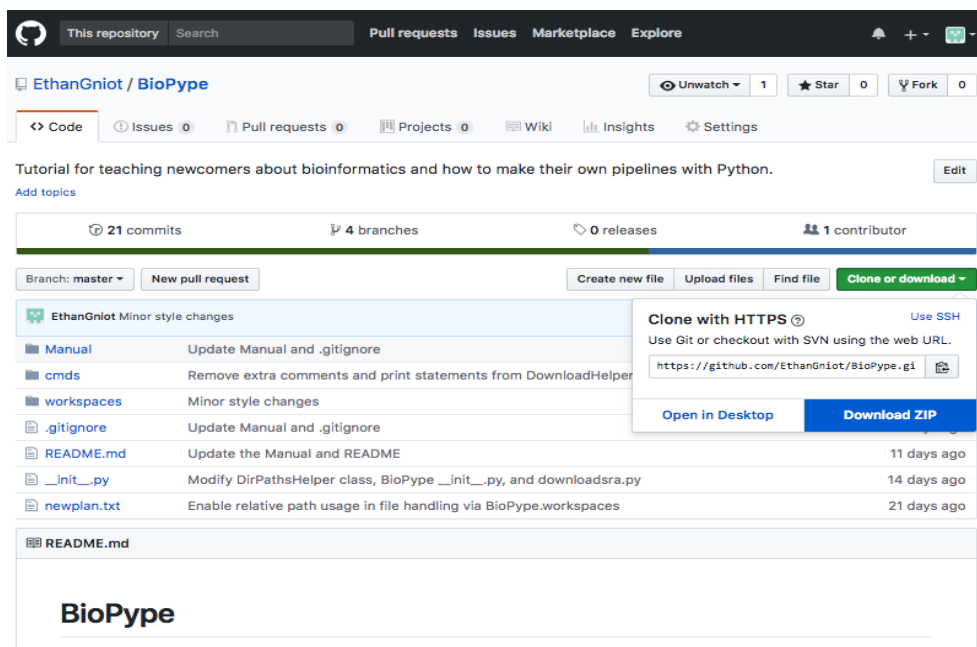 This repository Search Pull requests Issues Marketplace Explore
EthanGniot / BioPype Unwatch 1 Star 0 Fork 0
Code Issues 0 Pull requests 0 Projects 0 Wiki Insights Settings
Tutorial for teaching newcomers about bioinformatics and how to make their own pipelines with Python. Edit
Add topics
21 commits 4 branches 0 releases 1 contributor
Branch: master New pull request Create new file Upload files Find file Clone or download
EthanGniot Minor style changes
Clone with HTTPS Use SSH
Use Git or checkout with SVN using the web URL.
https://github.com/EthanGniot/BioPype.gi
Open in Desktop Download ZIP
Manual Update Manual and .gitignore
cmds Remove extra comments and print statements from DownloadHelper
workspaces Minor style changes
.gitignore Update Manual and .gitignore
README.md Update the Manual and README 11 days ago
__init__.py Modify DirPathsHelper class, BioPype __init__.py, and downloadsra.py 14 days ago
newplan.txt Enable relative path usage in file handling via BioPype.workspaces 21 days ago
README.md
BioPype